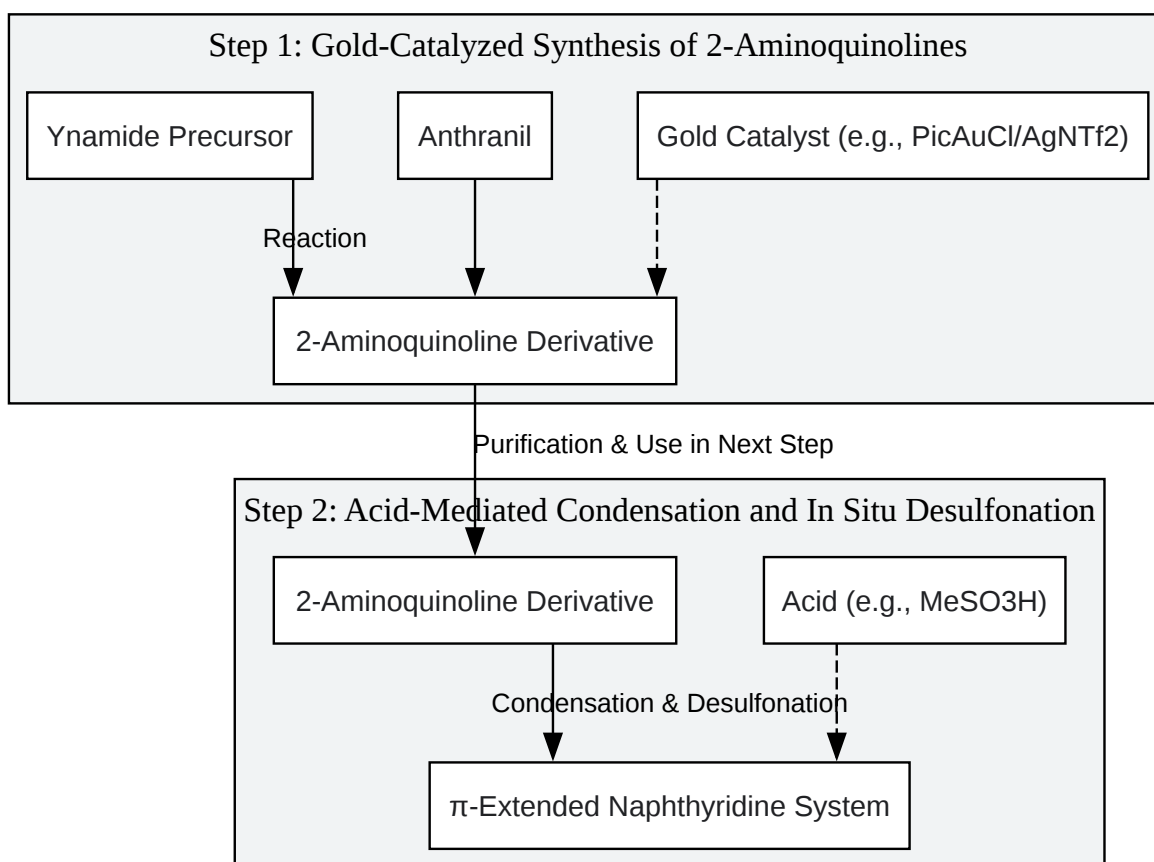 Step 1: Gold-Catalyzed Synthesis of 2-Aminoquinolines
Ynamide Precursor
Anthranil
Gold Catalyst (e.g., PicAuCl/AgNTf2)
Reaction
2-Aminoquinoline Derivative
Purification & Use in Next Step
Step 2: Acid-Mediated Condensation and In Situ Desulfonation
2-Aminoquinoline Derivative
Acid (e.g., MeSO3H)
Condensation & Desulfonation
π-Extended Naphthyridine System